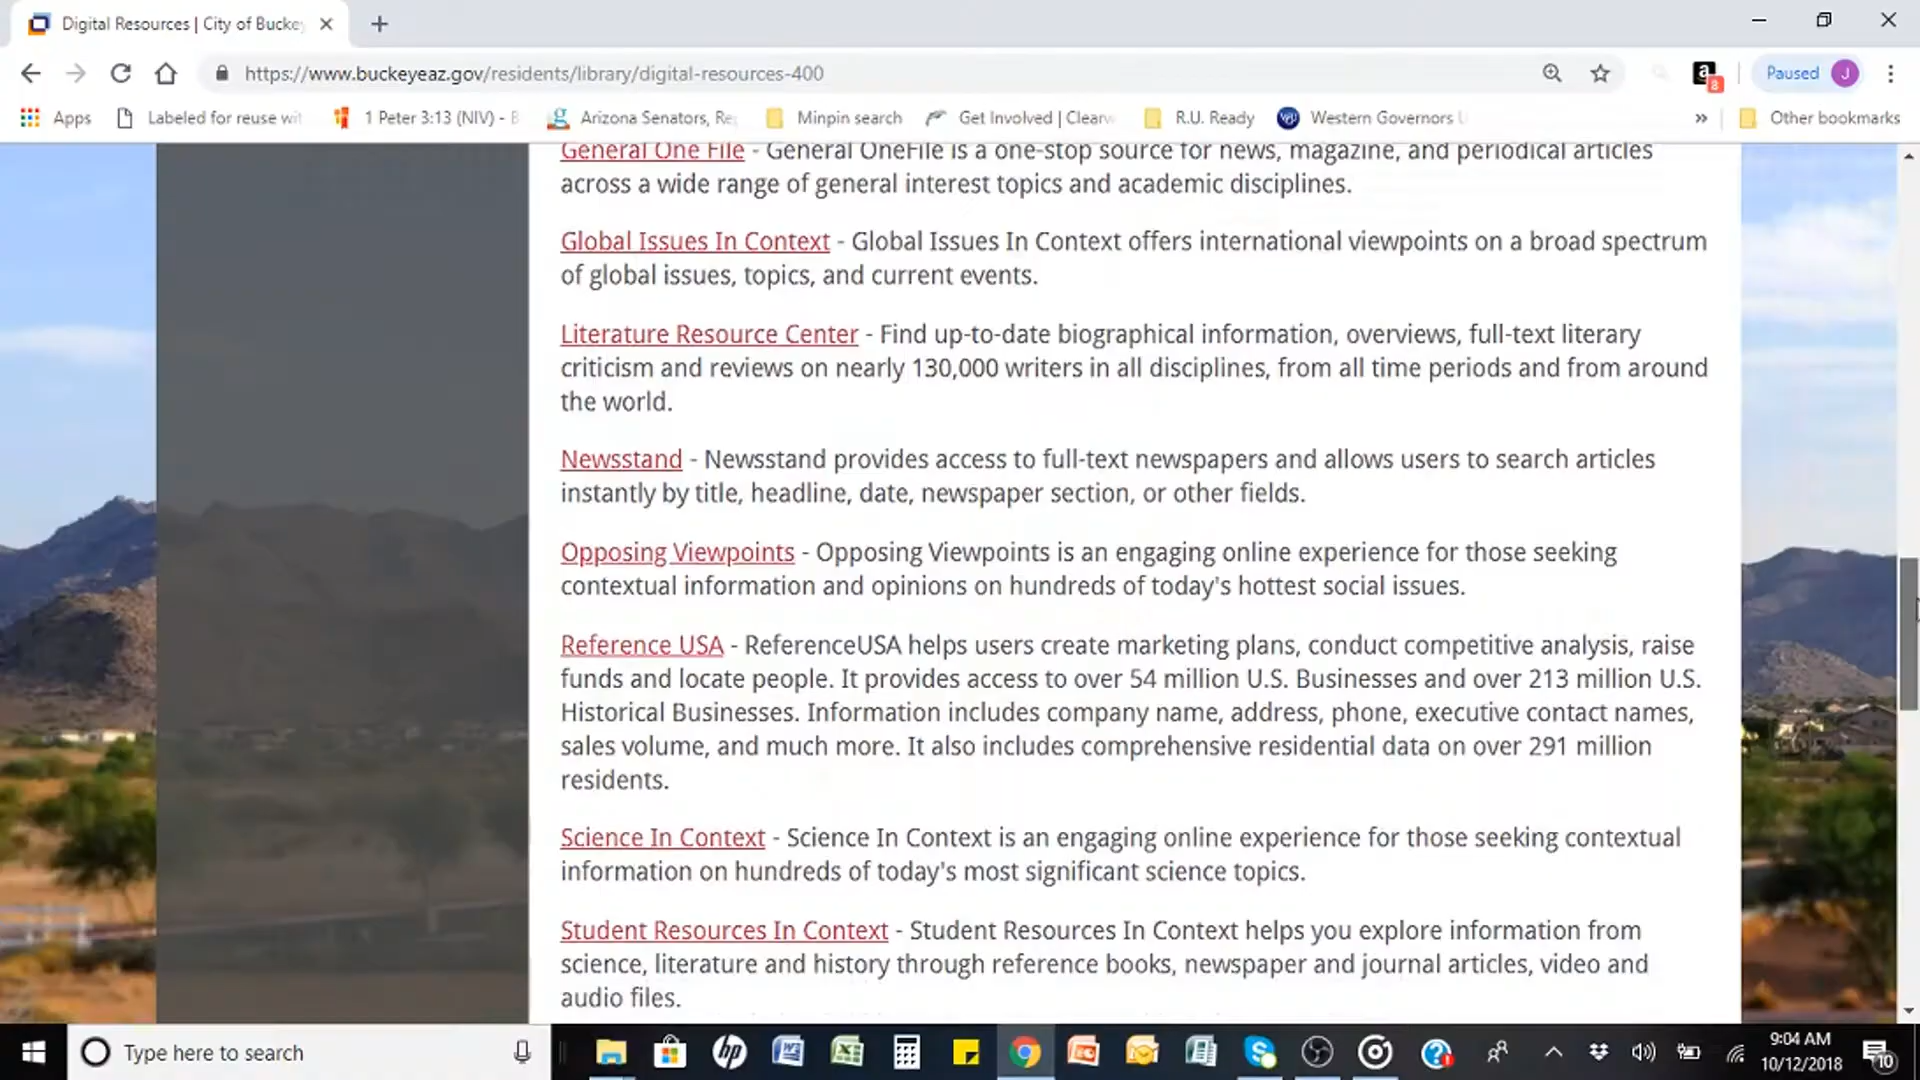 Digital Resources | City of Bucke
https://www.buckeyeaz.gov/residents/library/digital-resources-400
Paused J
8
Apps
Labeled for reuse wit
1 Peter 3:13 (NIV) - B
Arizona Senators, Re
Minpin search
Get Involved | Clearw
R.U. Ready
Western Governors U
Other bookmarks
General One File - General OneFile is a one-stop source for news, magazine, and periodical articles
across a wide range of general interest topics and academic disciplines.
Global Issues In Context - Global Issues In Context offers international viewpoints on a broad spectrum
of global issues, topics, and current events.
Literature Resource Center - Find up-to-date biographical information, overviews, full-text literary
criticism and reviews on nearly 130,000 writers in all disciplines, from all time periods and from around
the world.
Newsstand - Newsstand provides access to full-text newspapers and allows users to search articles
instantly by title, headline, date, newspaper section, or other fields.
Opposing Viewpoints - Opposing Viewpoints is an engaging online experience for those seeking
contextual information and opinions on hundreds of today's hottest social issues.
Reference USA - ReferenceUSA helps users create marketing plans, conduct competitive analysis, raise
funds and locate people. It provides access to over 54 million U.S. Businesses and over 213 million U.S.
Historical Businesses. Information includes company name, address, phone, executive contact names,
sales volume, and much more. It also includes comprehensive residential data on over 291 million
residents.
Science In Context - Science In Context is an engaging online experience for those seeking contextual
information on hundreds of today's most significant science topics.
Student Resources In Context - Student Resources In Context helps you explore information from
science, literature and history through reference books, newspaper and journal articles, video and
audio files.
Type here to search
9:04 AM
10/12/2018
10